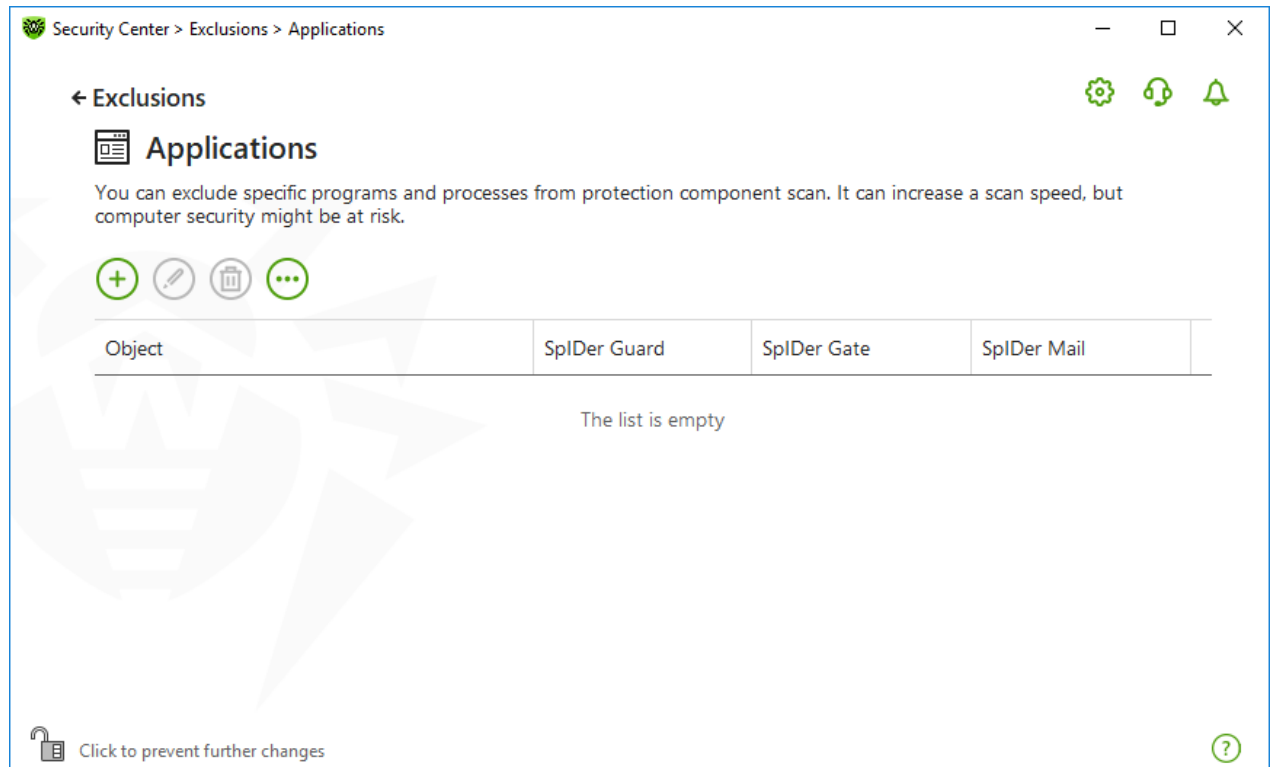 Security Center > Exclusions > Applications
Exclusions
Applications
You can exclude specific programs and processes from protection component scan. It can increase a scan speed, but
computer security might be at risk.
Object SpIDer Guard SpIDer Gate SpIDer Mail
The list is empty
Click to prevent further changes
?